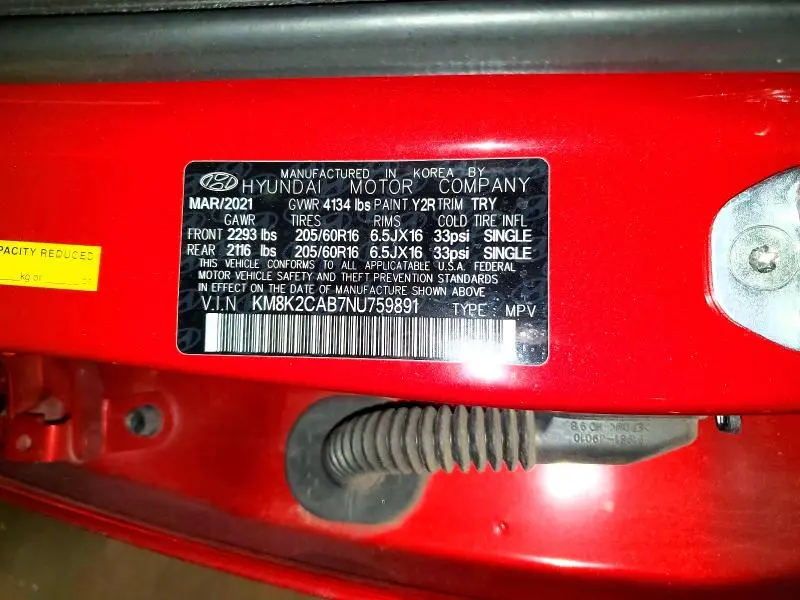 MANUFACTURED IN KOREA BY
HYUNDAI MOTOR COMPANY
MAR/2021 GVWR 4134 lbs PAINT Y2R TRIM TRY
GAWR TIRES RIMS COLD TIRE INFL
FRONT 2293 lbs 205/60R16 6.5JX16 33psi SINGLE
REAR 2116 lbs 205/60R16 6.5JX16 33psi SINGLE
THIS VEHICLE CONFORMS TO ALL APPLICABLE U.S.A. FEDERAL
MOTOR VEHICLE SAFETY AND THEFT PREVENTION STANDARDS
IN EFFECT ON THE DATE OF MANUFACTURE SHOWN ABOVE
V.I.N KM8K2CAB7NU759891 TYPE : MPV
REDUCED
kg or